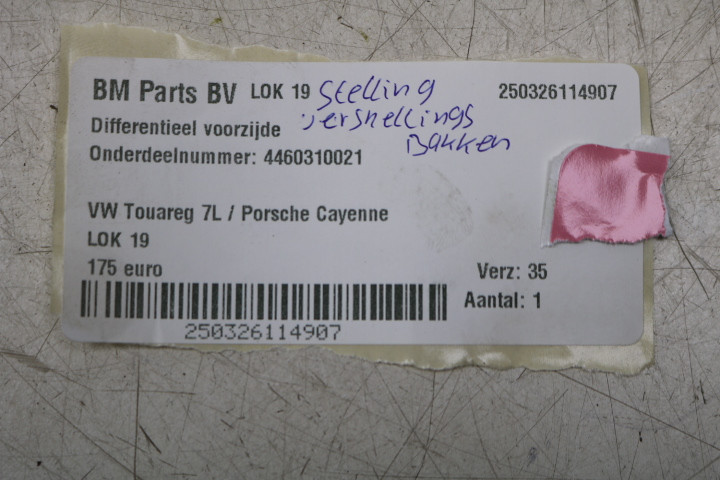 BM Parts BV LOK 19 Stelling 250326114907
Differentieel voorzijde versnellings
Bakken
Onderdeelnummer: 4460310021
VW Touareg 7L / Porsche Cayenne
LOK 19
175 euro Verz: 35
Aantal: 1
250326114907